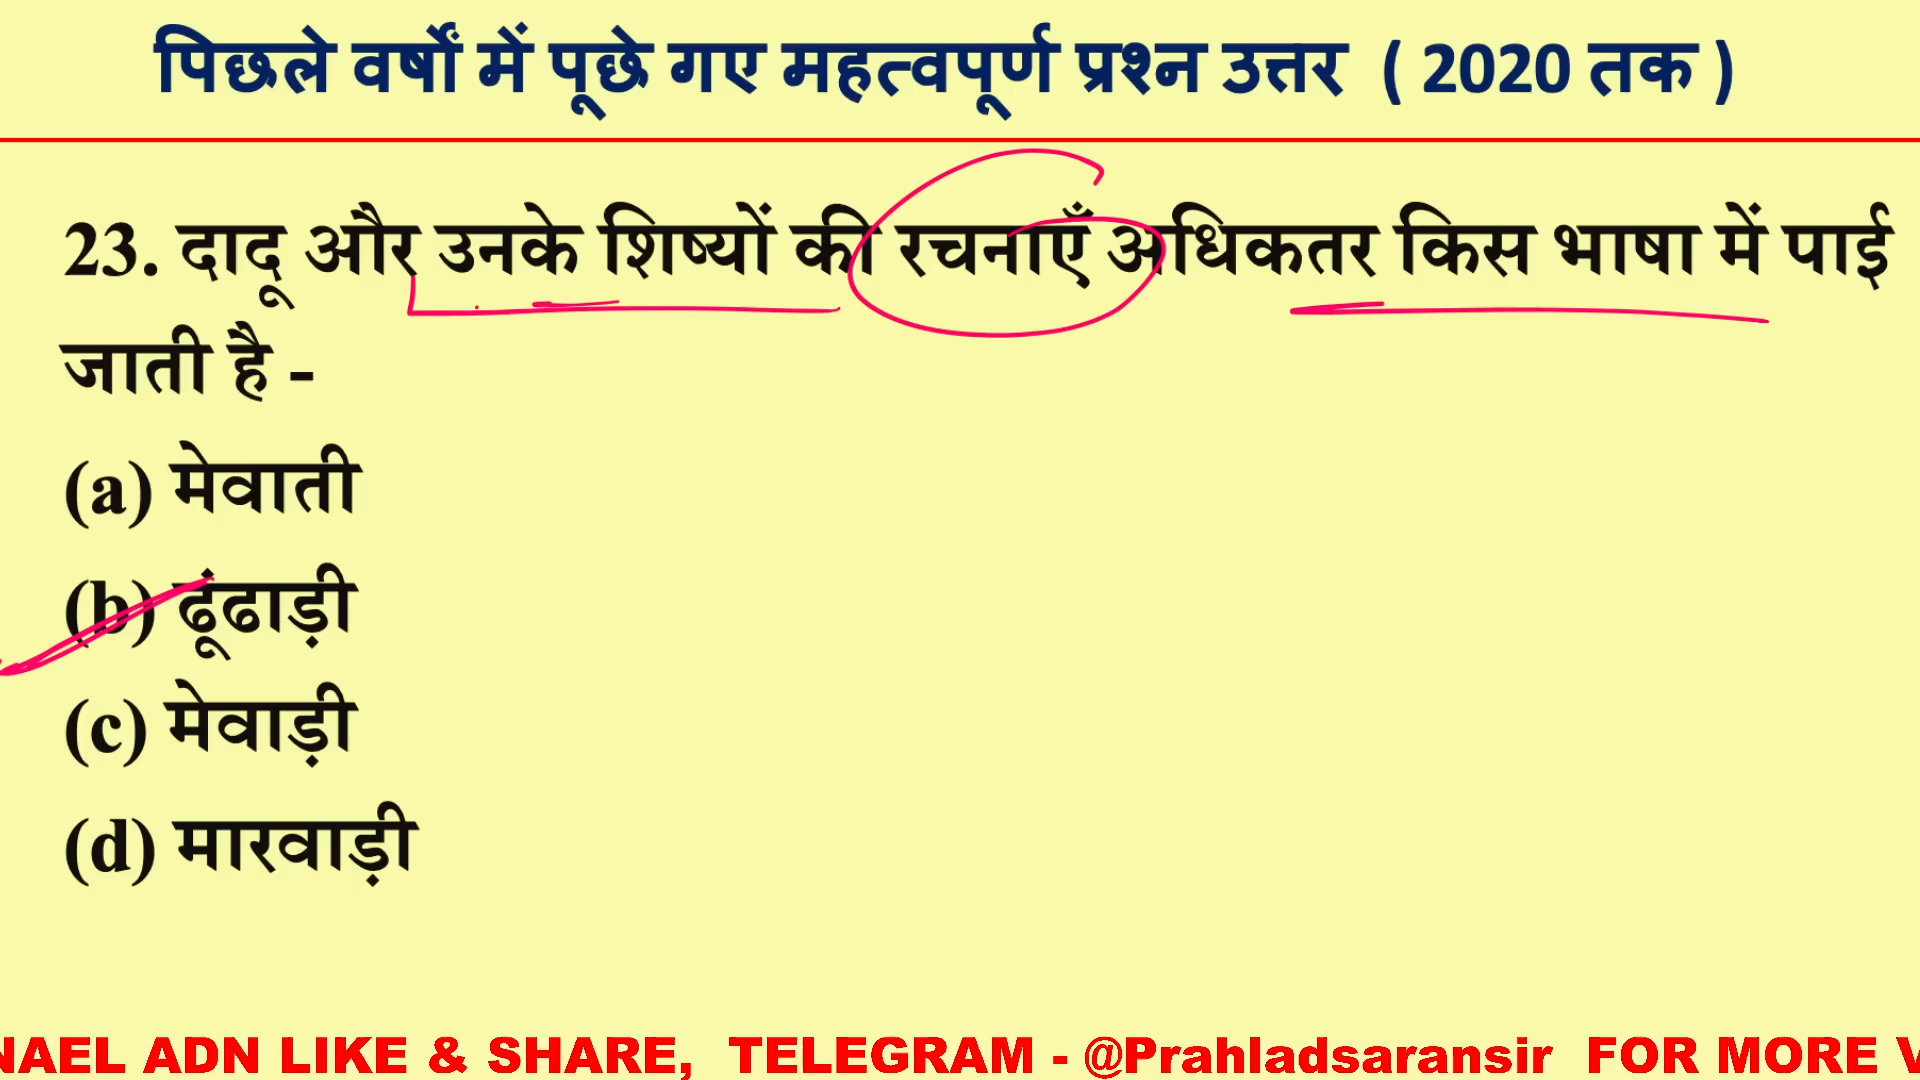 पिछले वर्षों में पूछे गए महत्वपूर्ण प्रश्न उत्तर ( 2020 तक )
23. दादू और उनके शिष्यों की रचनाएँ अधिकतर किस भाषा में पाई
जाती है -
(a) मेवाती
(b) ढूंढाड़ी
(c) मेवाड़ी
(d) मारवाड़ी
NAEL ADN LIKE & SHARE, TELEGRAM - @Prahladsaransir FOR MORE V